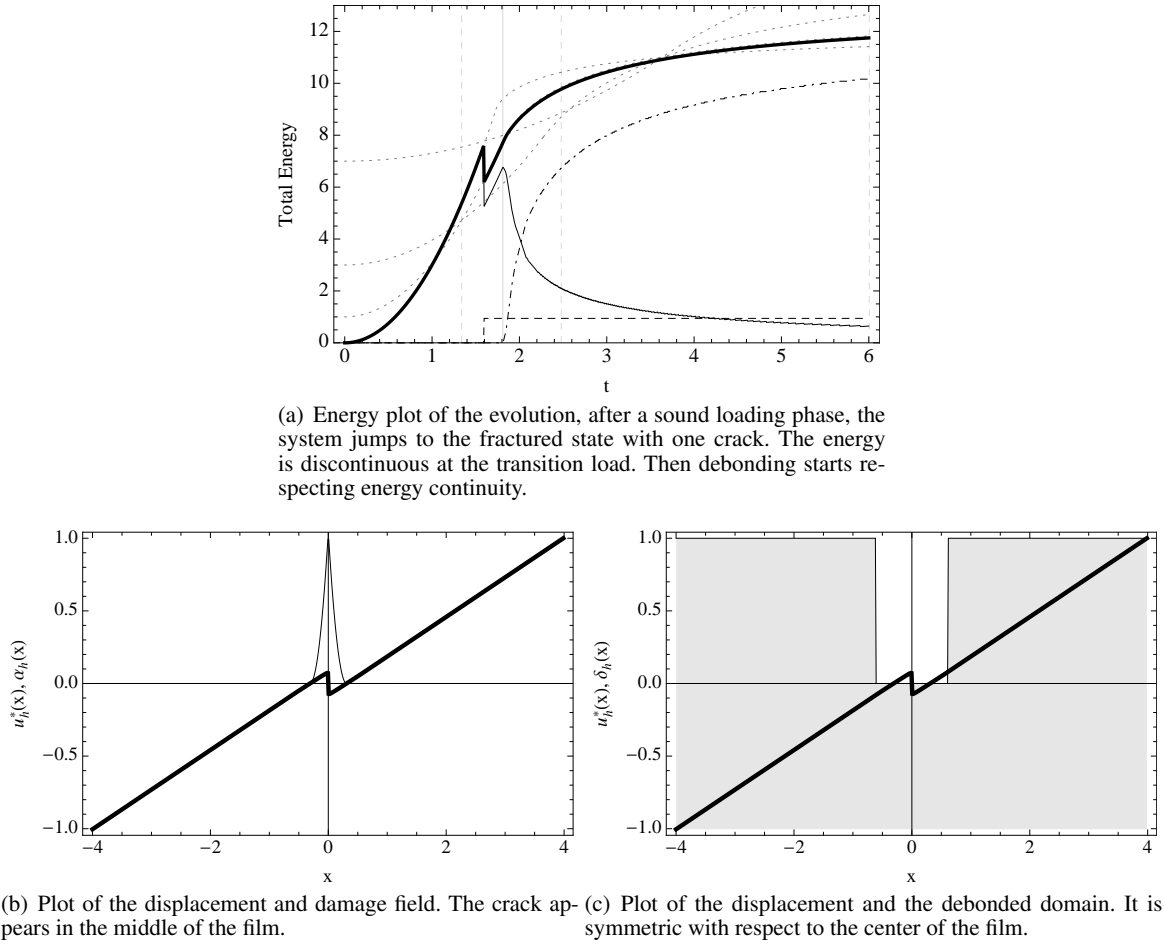 12
10
8
6
4
2
0
Total Energy
0 1 2 3 4 5 6
t
(a) Energy plot of the evolution, after a sound loading phase, the
system jumps to the fractured state with one crack. The energy
is discontinuous at the transition load. Then debonding starts re-
specting energy continuity.
1.0
0.5
0.0
−0.5
−1.0
u*h(x), αh(x)
−4 −2 0 2 4
x
1.0
0.5
0.0
−0.5
−1.0
u*h(x), δh(x)
−4 −2 0 2 4
x
(b) Plot of the displacement and damage field. The crack ap-
pears in the middle of the film.
(c) Plot of the displacement and the debonded domain. It is
symmetric with respect to the center of the film.